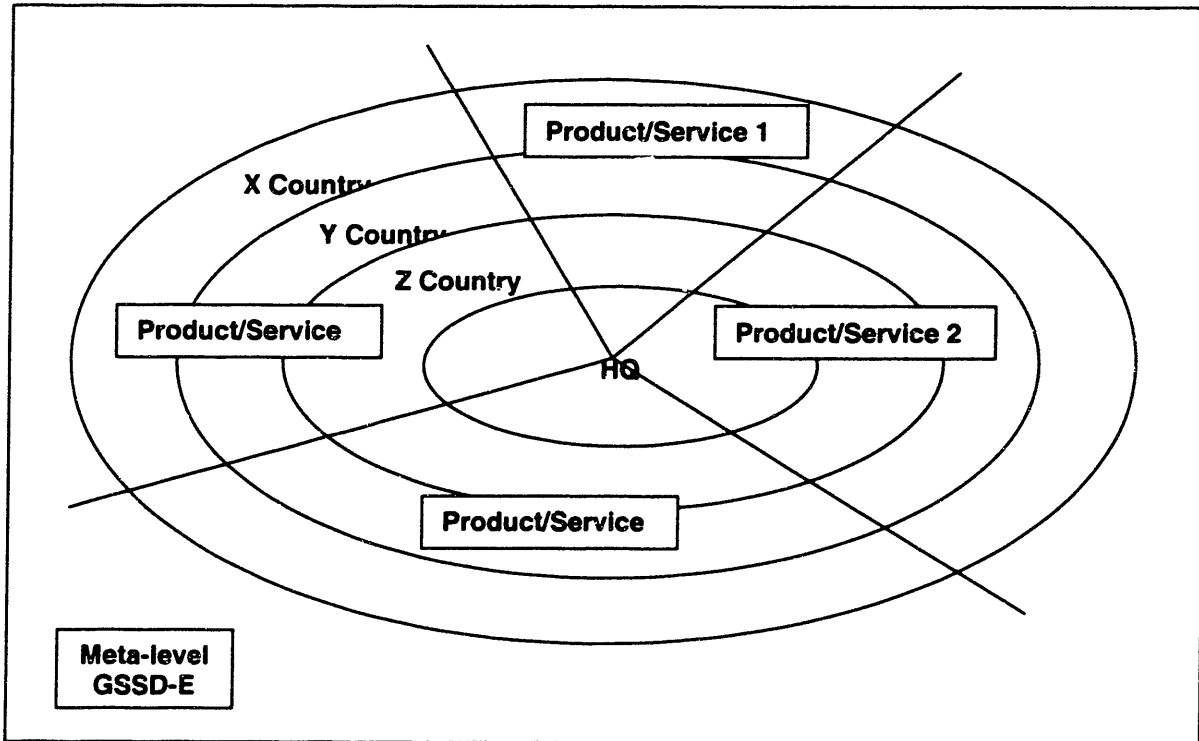 Product/Service 1
X Country
Y Country
Z Country
Product/Service
Product/Service 2
HQ
Product/Service
Meta-level
GSSD-E